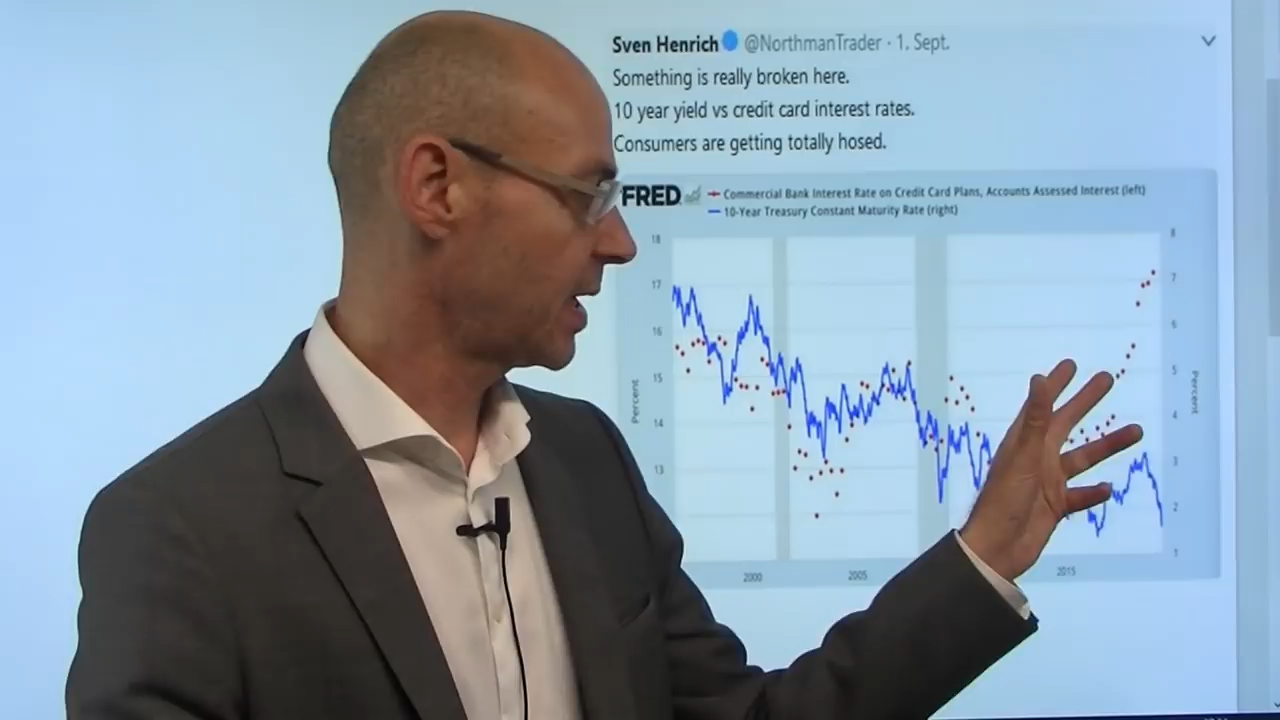 Sven Henrich @NorthmanTrader · 1. Sept.
Something is really broken here.
10 year yield vs credit card interest rates.
Consumers are getting totally hosed.
FRED
Commercial Bank Interest Rate on Credit Card Plans, Accounts Assessed Interest (left)
10-Year Treasury Constant Maturity Rate (right)
18
17
16
15
14
13
Percent
8
7
6
5
4
3
2
1
Percent
2000
2005
2015